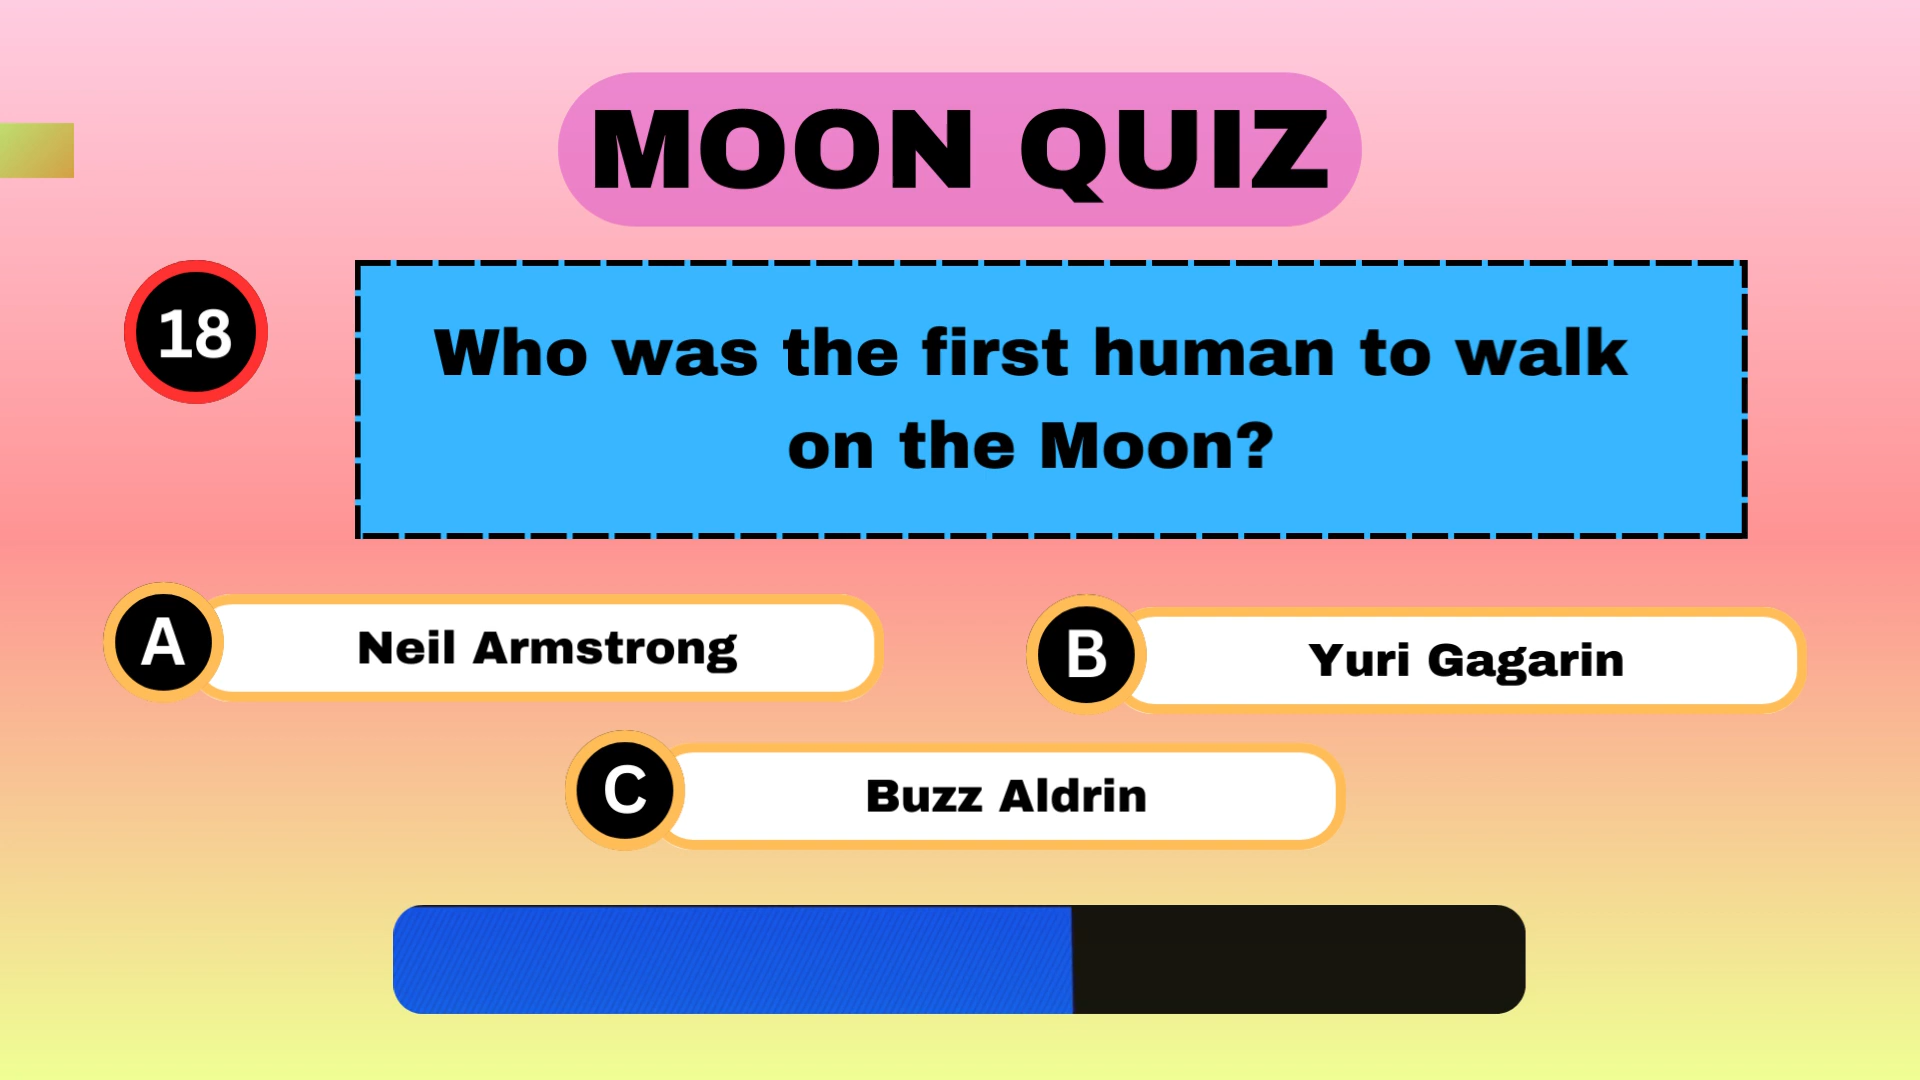 MOON QUIZ
18
Who was the first human to walk
on the Moon?
A
Neil Armstrong
B
Yuri Gagarin
C
Buzz Aldrin